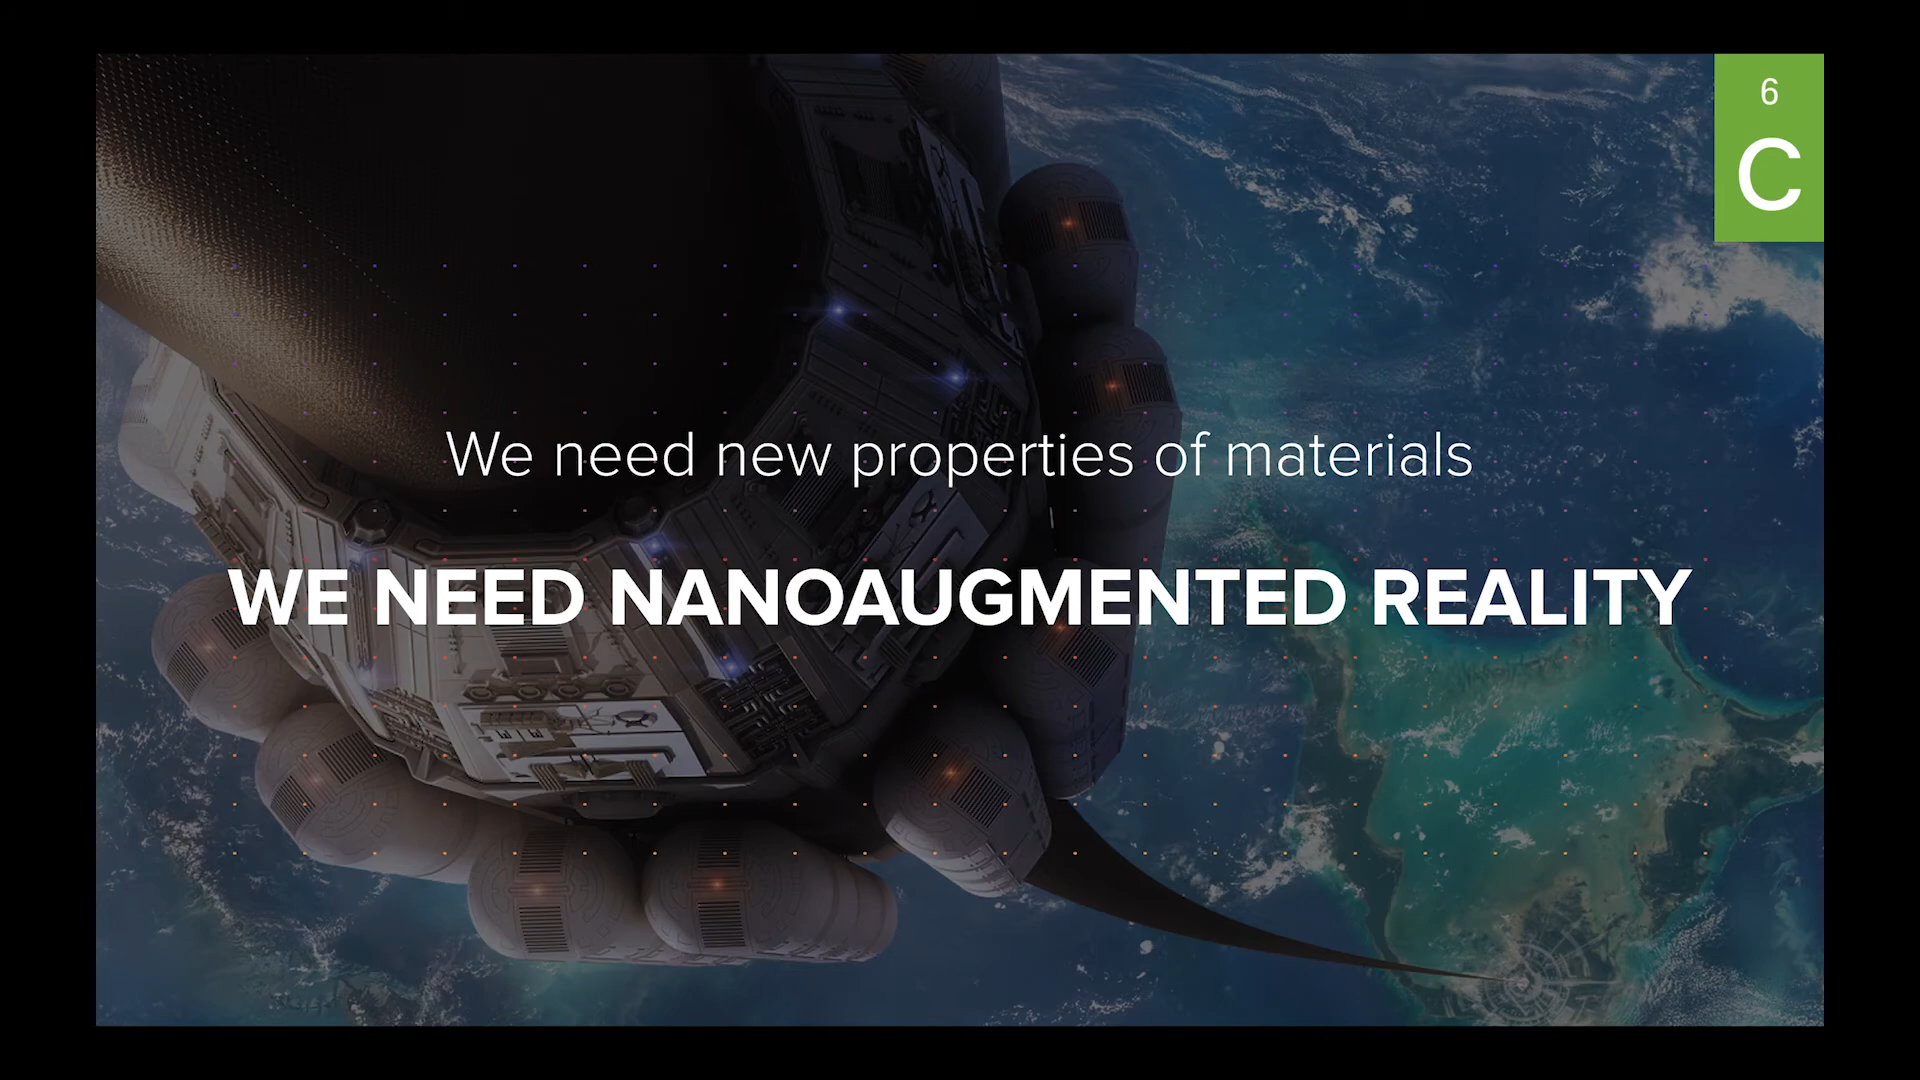 6
C
We need new properties of materials
WE NEED NANOAUGMENTED REALITY